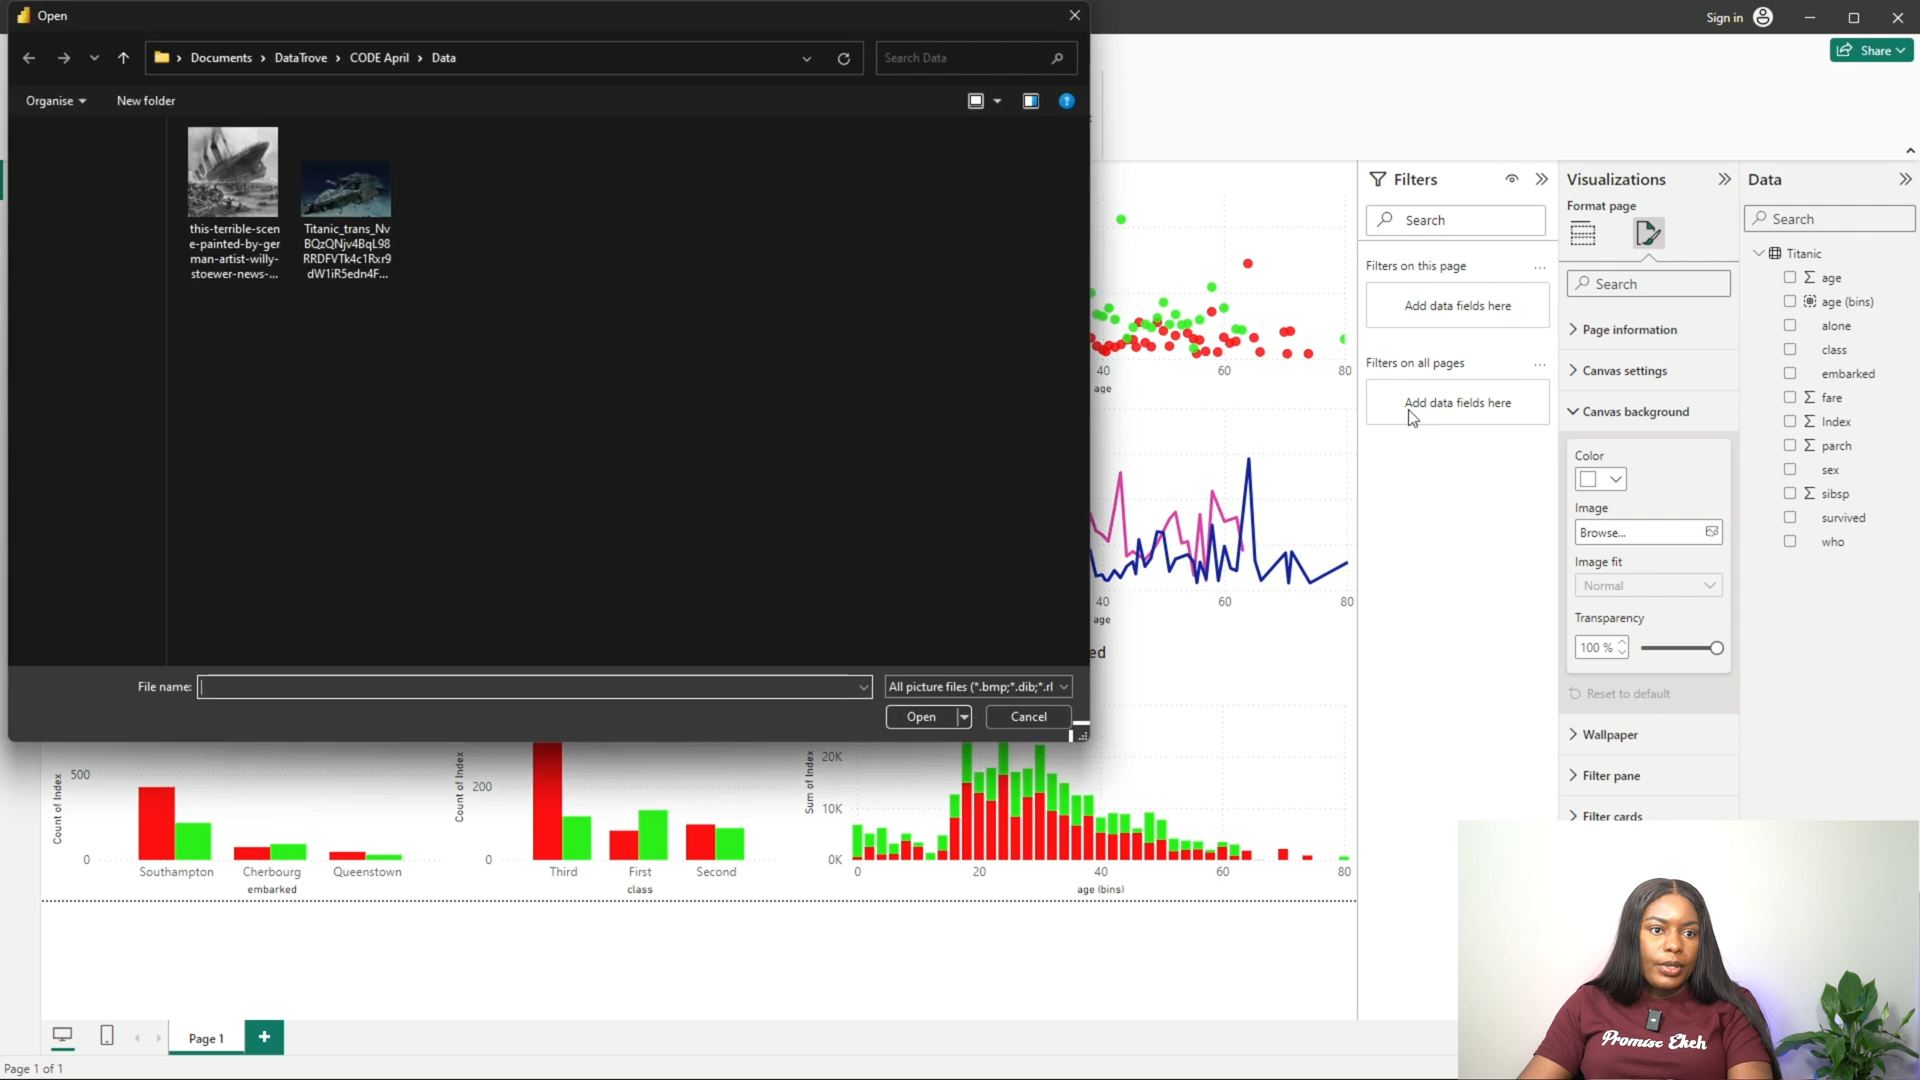 Open
Sign in
Share
Documents
DataTrove
CODE April
Data
Search Data
Organise
New folder
this-terrible-scen
e-painted-by-ger
man-artist-willy-
stoewer-news-...
Titanic_trans_Nv
BQzQNjv4BqL98
RRDFVTk4c1Rxr9
dW1iR5edn4F...
File name:
All picture files (*.bmp;*.dib;*.rl
Open
Cancel
Filters
Search
Filters on this page
Add data fields here
Filters on all pages
Add data fields here
Visualizations
Format page
Search
Page information
Canvas settings
Canvas background
Color
Image
Browse...
Image fit
Normal
Transparency
100 %
Reset to default
Wallpaper
Filter pane
Filter cards
Data
Search
Titanic
age
age (bins)
alone
class
embarked
fare
Index
parch
sex
sibsp
survived
who
40
60
80
age
40
60
80
age
ed
Count of Index
500
0
Southampton
Cherbourg
Queenstown
embarked
Count of Index
200
0
Third
First
Second
class
Sum of Index
20K
10K
0K
0
20
40
60
80
age (bins)
Promise Ekeh
Page 1
Page 1 of 1